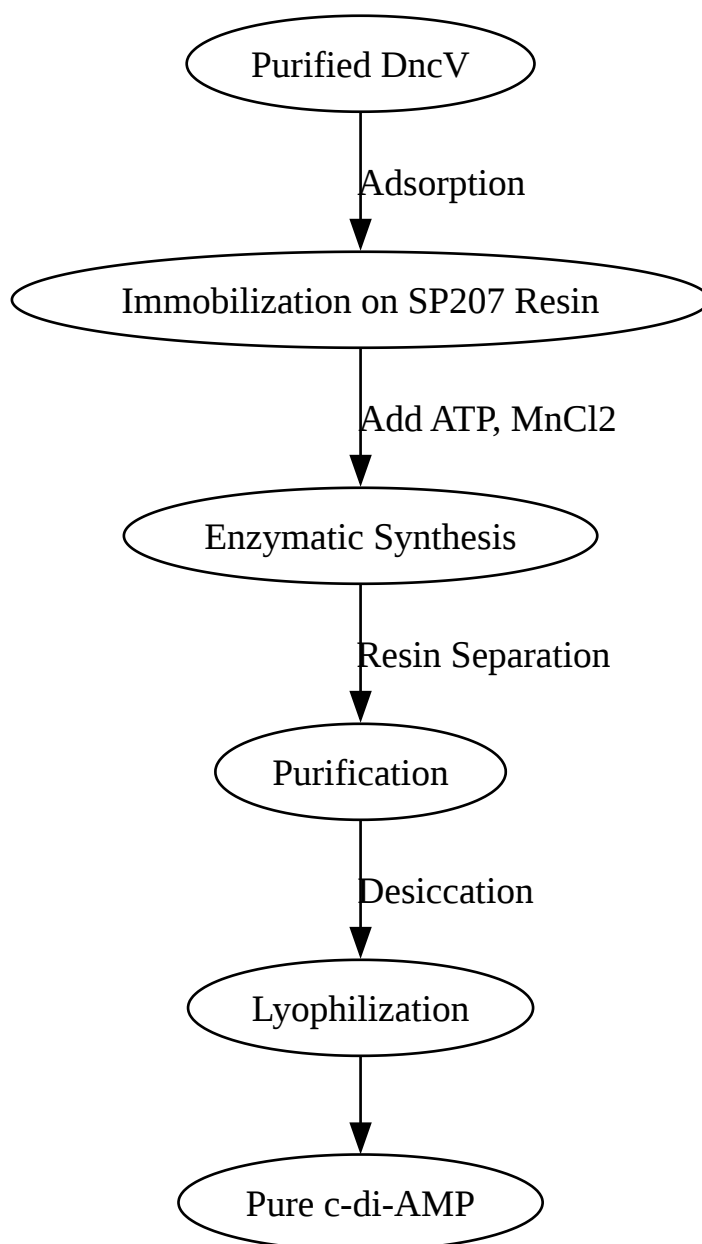 Purified DncV
Adsorption
Immobilization on SP207 Resin
Add ATP, MnCl2
Enzymatic Synthesis
Resin Separation
Purification
Desiccation
Lyophilization
Pure c-di-AMP